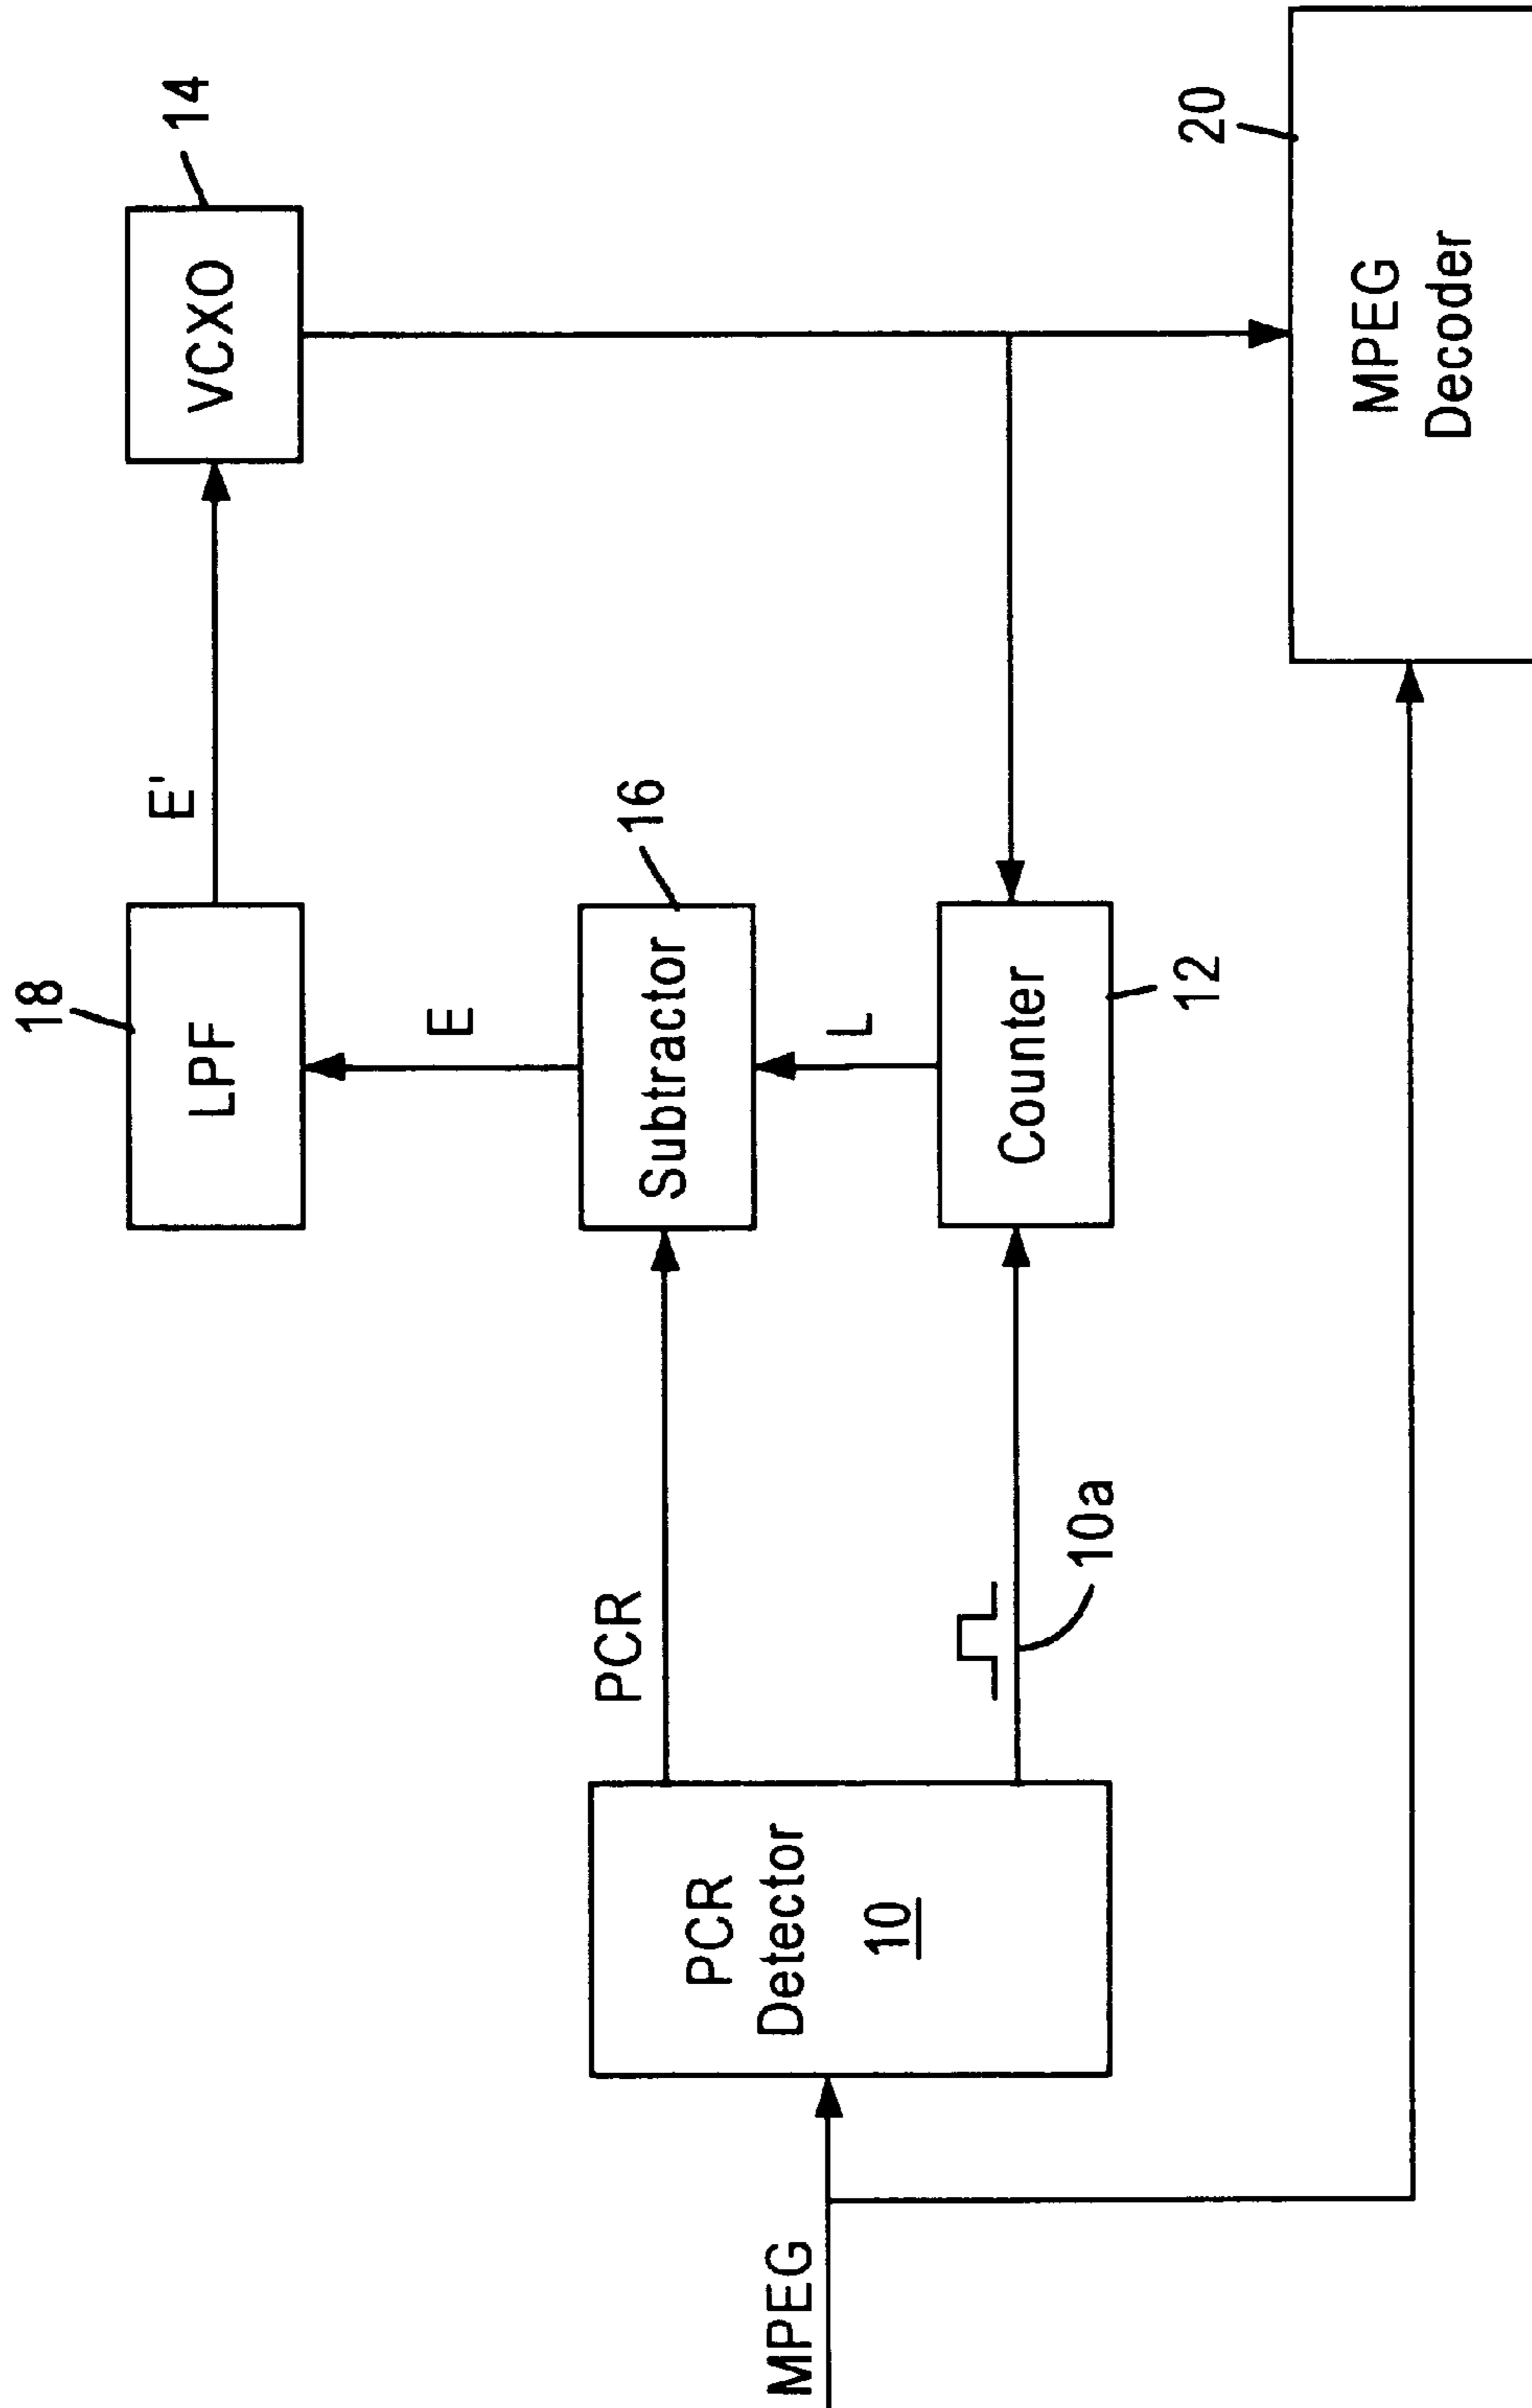 18
LPF
E'
VCXO
14
E
PCR
Subtractor
16
L
PCR
Detector
10
10a
Counter
12
MPEG
20
MPEG
Decoder